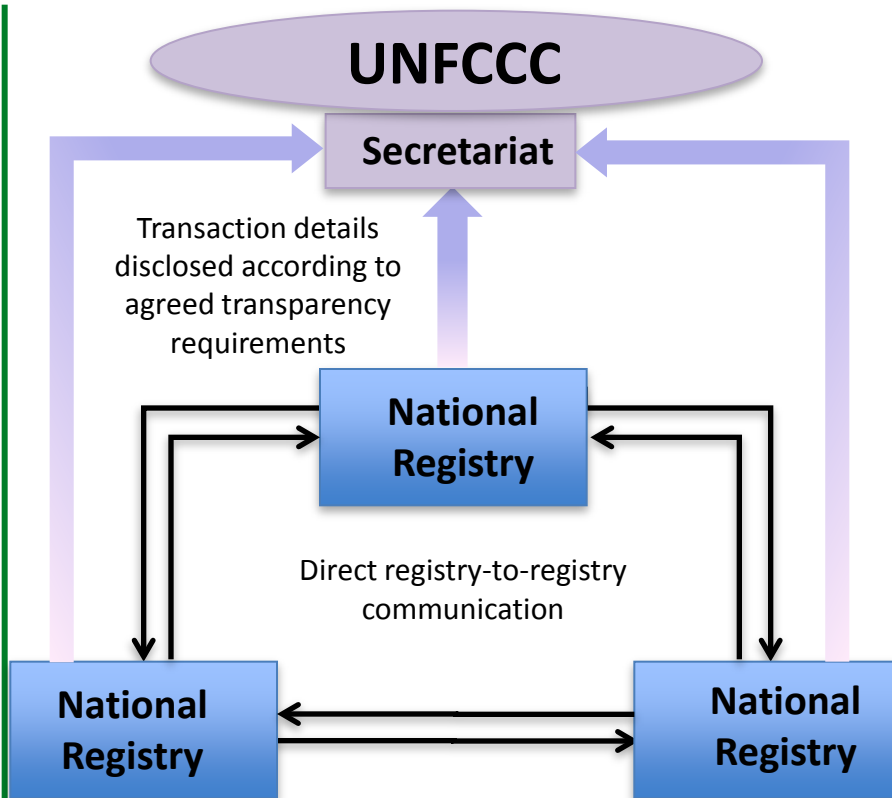 UNFCCC
Secretariat
Transaction details
disclosed according to
agreed transparency
requirements
National
Registry
Direct registry-to-registry
communication
National
Registry
National
Registry